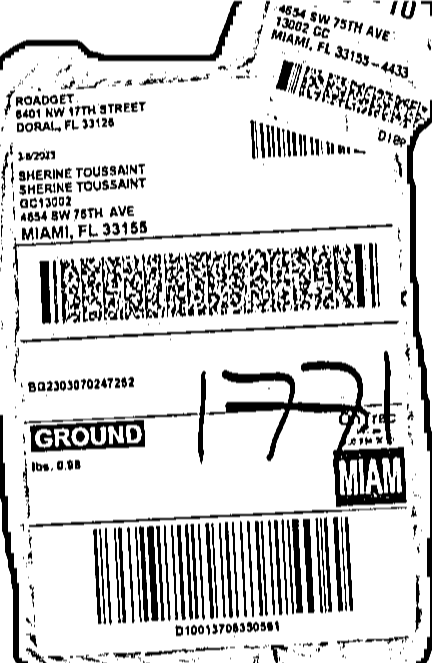 10
4654 SW 75TH AVE
13002 GC
MIAMI, FL 33155-4433
ROADGET
6401 NW 17TH STREET
DORAL, FL 33126
3/8/2023
SHERINE TOUSSAINT
SHERINE TOUSSAINT
GC13002
4654 SW 75TH AVE
MIAMI, FL 33155
BG2303070247252
1771
GROUND
lbs. 0.98
MIAM
D10013706350561